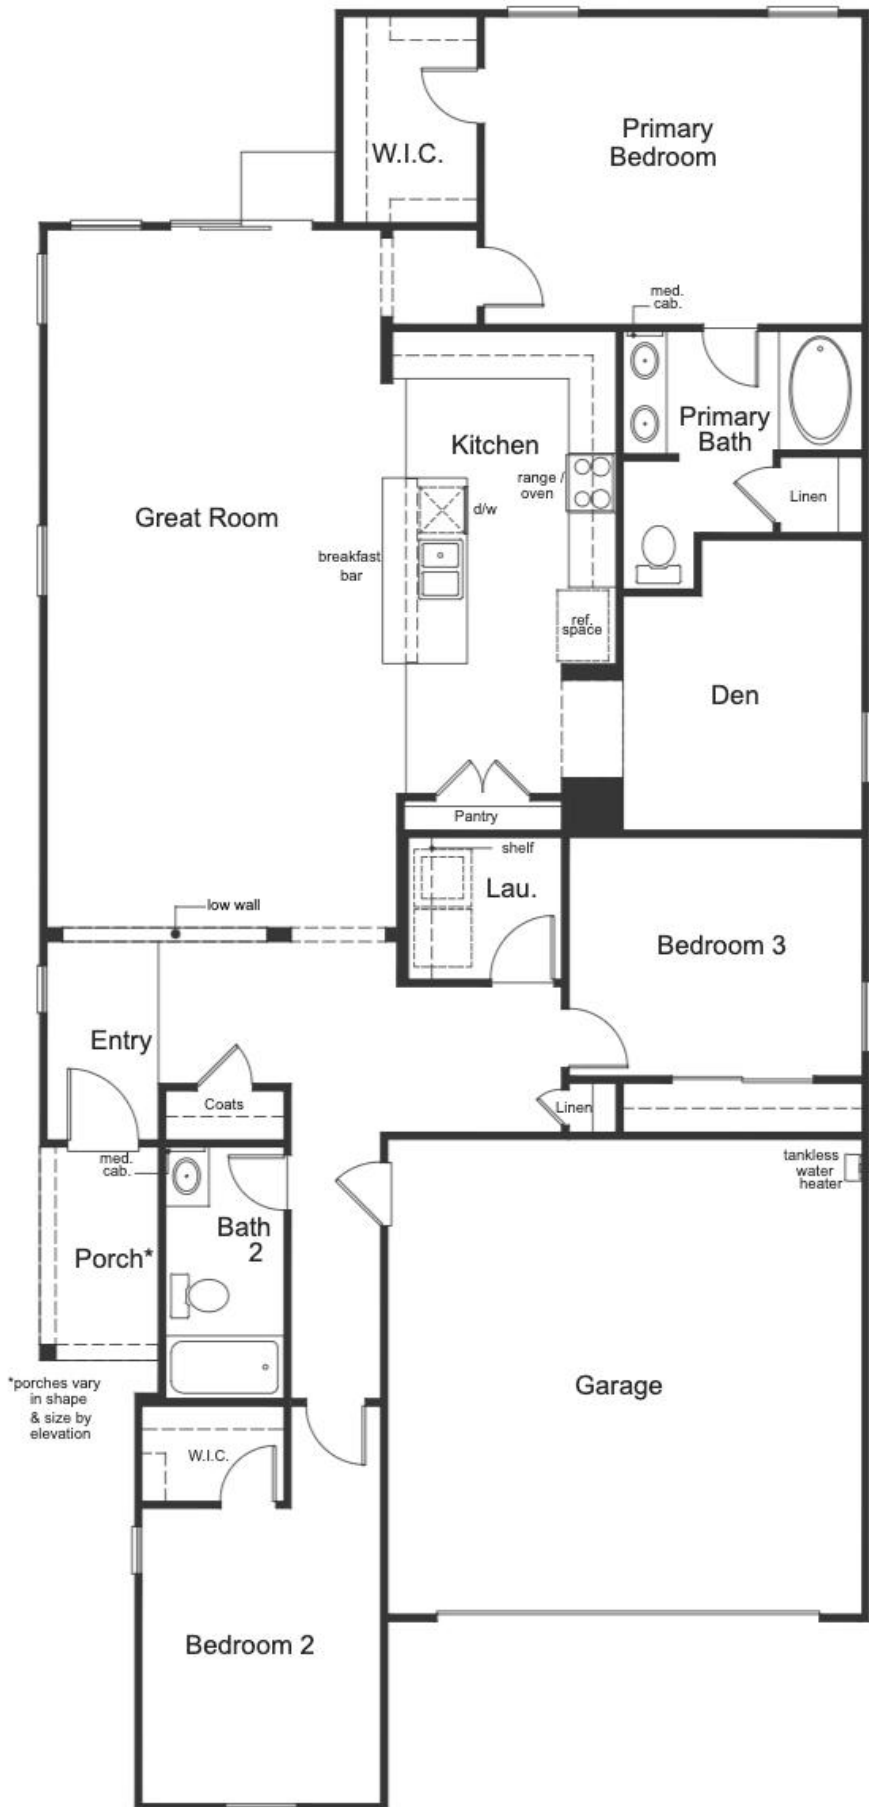 W.I.C.
Primary
Bedroom
med.
cab.
Primary
Bath
Linen
Kitchen
range /
oven
d/w
Great Room
breakfast
bar
ref.
space
Den
Pantry
shelf
Lau.
low wall
Bedroom 3
Entry
Coats
Linen
med.
cab.
tankless
water
heater
Bath
2
Porch*
*porches vary
in shape
& size by
elevation
Garage
W.I.C.
Bedroom 2